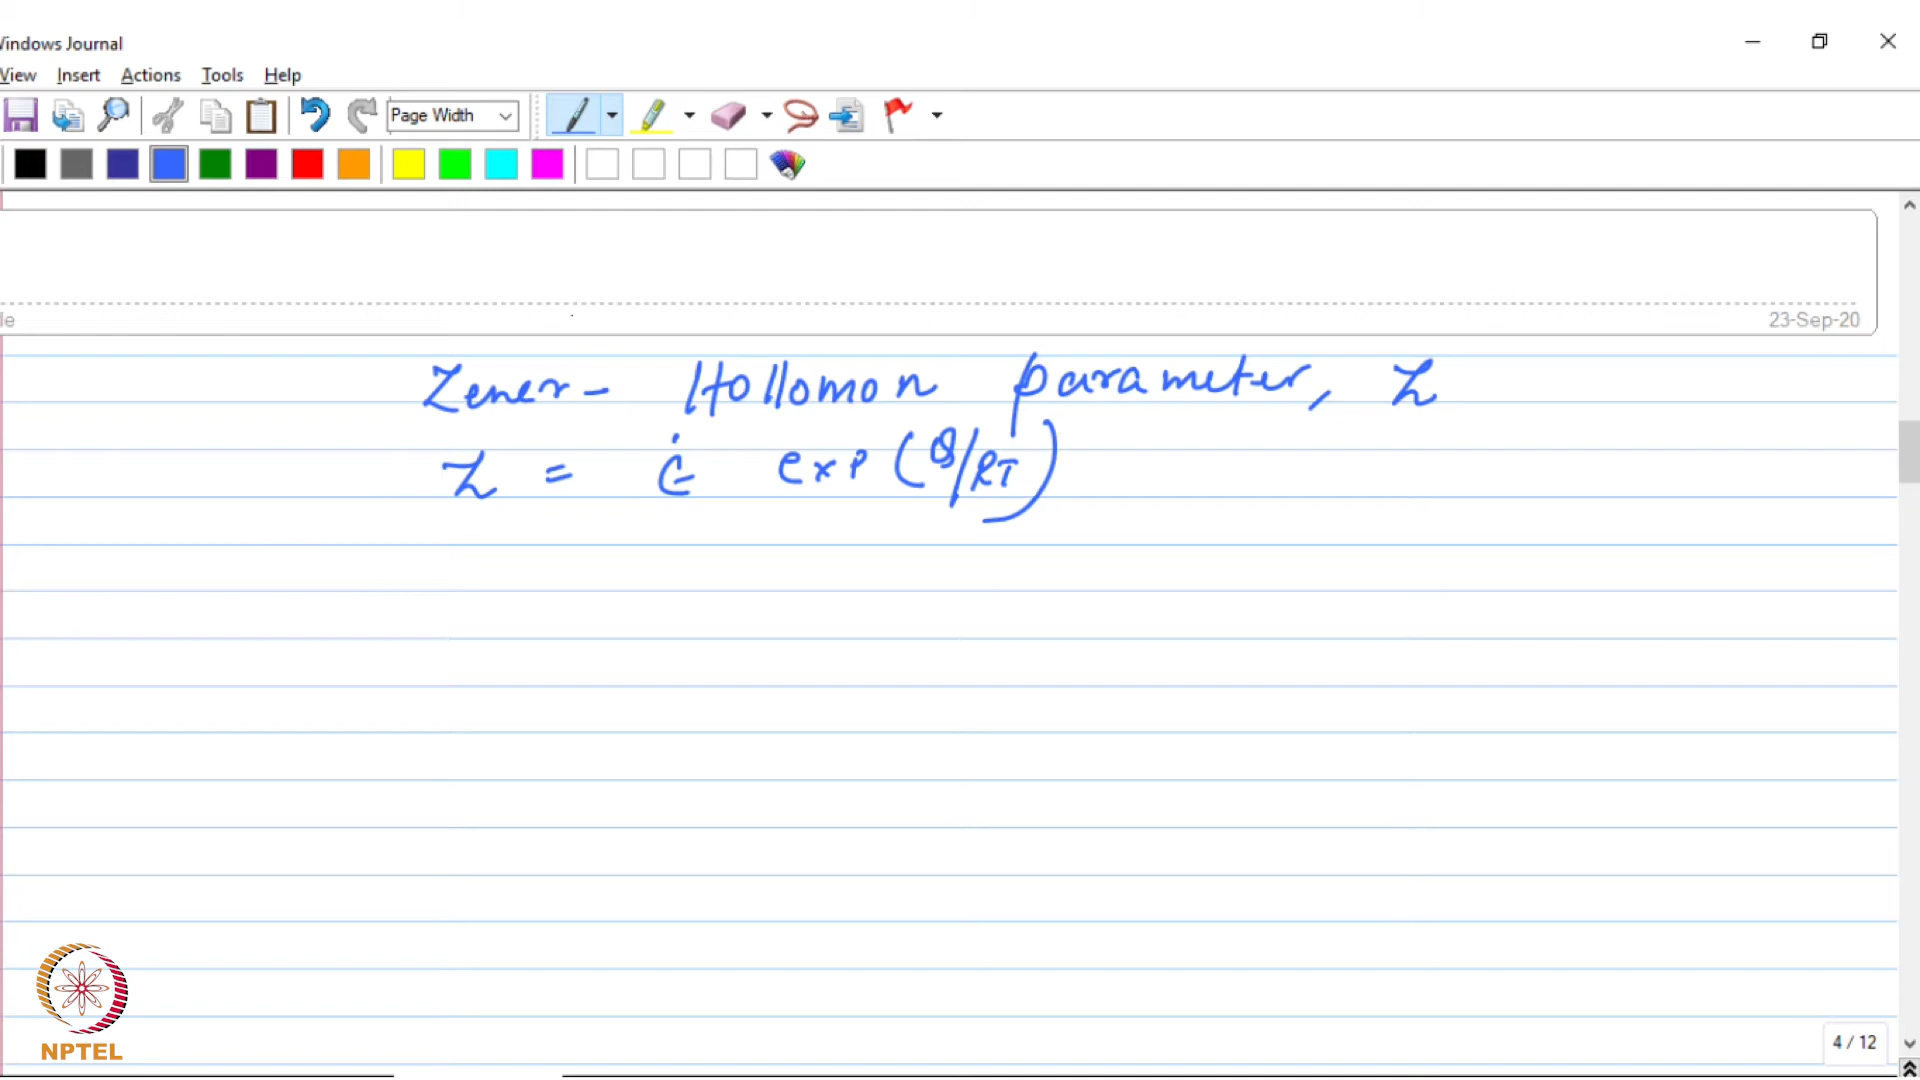 Windows Journal
View Insert Actions Tools Help
Page Width
le
23-Sep-20
Zener- Hollomon parameter, Z
Z = ε̇ exp (Q/RT)
NPTEL
4 / 12